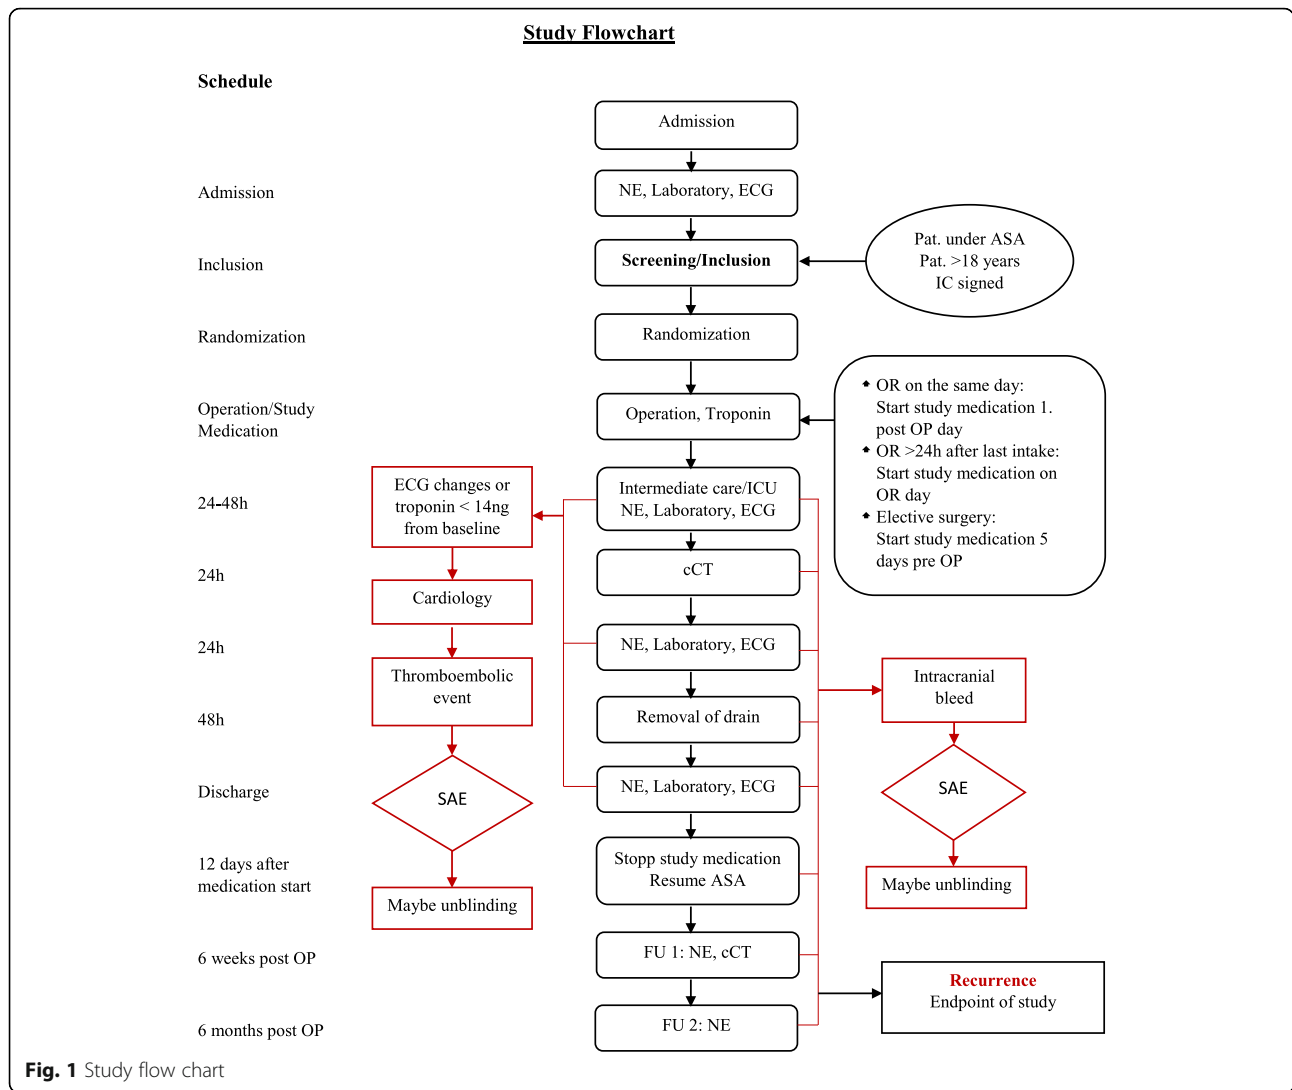 Study Flowchart
Schedule
Admission
Admission
NE, Laboratory, ECG
Inclusion
Screening/Inclusion
Pat. under ASA
Pat. >18 years
IC signed
Randomization
Randomization
Operation/Study
Medication
Operation, Troponin
OR on the same day:
Start study medication 1.
post OP day
OR >24h after last intake:
Start study medication on
OR day
Elective surgery:
Start study medication 5
days pre OP
24-48h
ECG changes or
troponin < 14ng
from baseline
Intermediate care/ICU
NE, Laboratory, ECG
24h
Cardiology
cCT
24h
Thromboembolic
event
NE, Laboratory, ECG
Intracranial
bleed
48h
Removal of drain
Discharge
SAE
NE, Laboratory, ECG
SAE
12 days after
medication start
Maybe unblinding
Stopp study medication
Resume ASA
Maybe unblinding
6 weeks post OP
FU 1: NE, cCT
Recurrence
Endpoint of study
6 months post OP
FU 2: NE
Fig. 1 Study flow chart